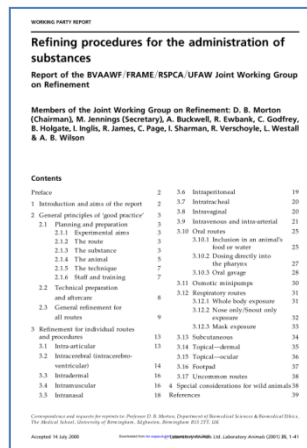 WORKING PARTY REPORT
Refining procedures for the administration of
substances
Report of the BVAAWF/FRAME/RSPCA/UFAW Joint Working Group
on Refinement
Members of the Joint Working Group on Refinement: D. B. Morton
(Chairman), M. Jennings (Secretary), A. Buckwell, R. Ewbank, C. Godfrey,
B. Holgate, I. Inglis, R. James, C. Page, I. Sharman, R. Verschoyle, L. Westall
& A. B. Wilson
Contents
Preface 2
1 Introduction and aims of the report 2
2 General principles of 'good practice' 3
2.1 Planning and preparation 3
2.1.1 Experimental aims 3
2.1.2 The route 3
2.1.3 The substance 3
2.1.4 The animal 5
2.1.5 The technique 7
2.1.6 Staff and training 7
2.2 Technical preparation
and aftercare 8
2.3 General refinement for
all routes 9
3 Refinement for individual routes
and procedures 13
3.1 Intra-articular 13
3.2 Intracerebral (intracerebro-
ventricular) 14
3.3 Intradermal 16
3.4 Intramuscular 16
3.5 Intranasal 18
3.6 Intraperitoneal 19
3.7 Intratracheal 20
3.8 Intravaginal 20
3.9 Intravenous and intra-arterial 21
3.10 Oral routes 25
3.10.1 Inclusion in an animal's
food or water 25
3.10.2 Dosing directly into
the pharynx 27
3.10.3 Oral gavage 28
3.11 Osmotic minipumps 30
3.12 Respiratory routes 31
3.12.1 Whole body exposure 31
3.12.2 Nose only/Snout only
exposure 32
3.12.3 Mask exposure 33
3.13 Subcutaneous 34
3.14 Topical—dermal 35
3.15 Topical—ocular 36
3.16 Footpad 37
3.17 Uncommon routes 38
4 Special considerations for wild animals 38
References 39
Correspondence and requests for reprints to: Professor D. B. Morton, Department of Biomedical Sciences & Biomedical Ethics,
The Medical School, University of Birmingham, Edgbaston, Birmingham B15 2TT, UK
Accepted 14 July 2000
Laboratory Animals Ltd. Laboratory Animals (2001) 35, 1-41